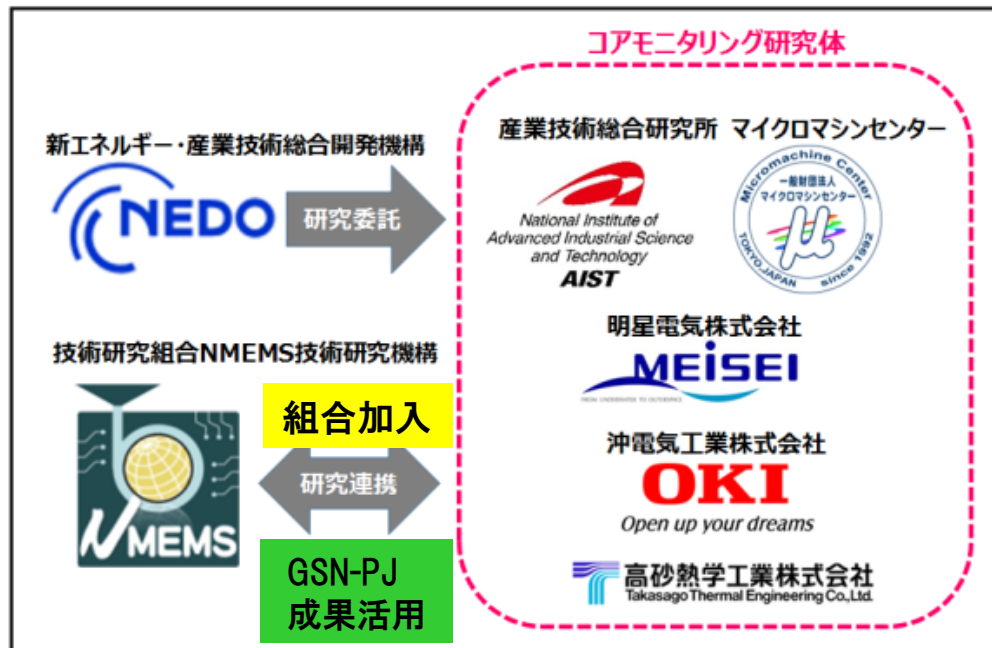 コアモニタリング研究体
新エネルギー・産業技術総合開発機構
NEDO
研究委託
産業技術総合研究所 マイクロマシンセンター
National Institute of
Advanced Industrial Science
and Technology
AIST
Micromachine Center
一般財団法人
マイクロマシンセンター
μ
TOKYO,JAPAN since 1992
明星電気株式会社
MEISEI
FROM UNDERWATER TO OUTERSPACE
技術研究組合NMEMS技術研究機構
NMEMS
組合加入
研究連携
GSN-PJ
成果活用
沖電気工業株式会社
OKI
Open up your dreams
高砂熱学工業株式会社
Takasago Thermal Engineering Co.,Ltd.